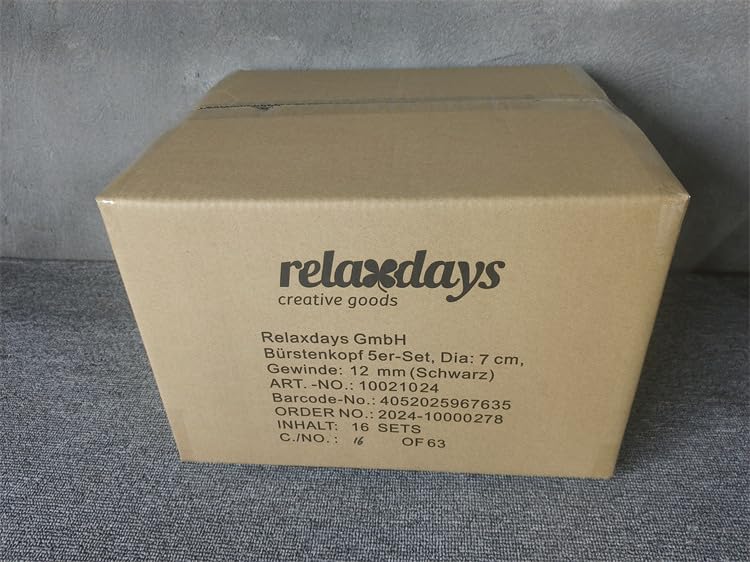 relaxdays
creative goods
Relaxdays GmbH
Bürstenkopf 5er-Set, Dia: 7 cm,
Gewinde: 12 mm (Schwarz)
ART. -NO.: 10021024
Barcode-No.: 4052025967635
ORDER NO.: 2024-10000278
INHALT: 16 SETS
C./NO. : 16 OF 63